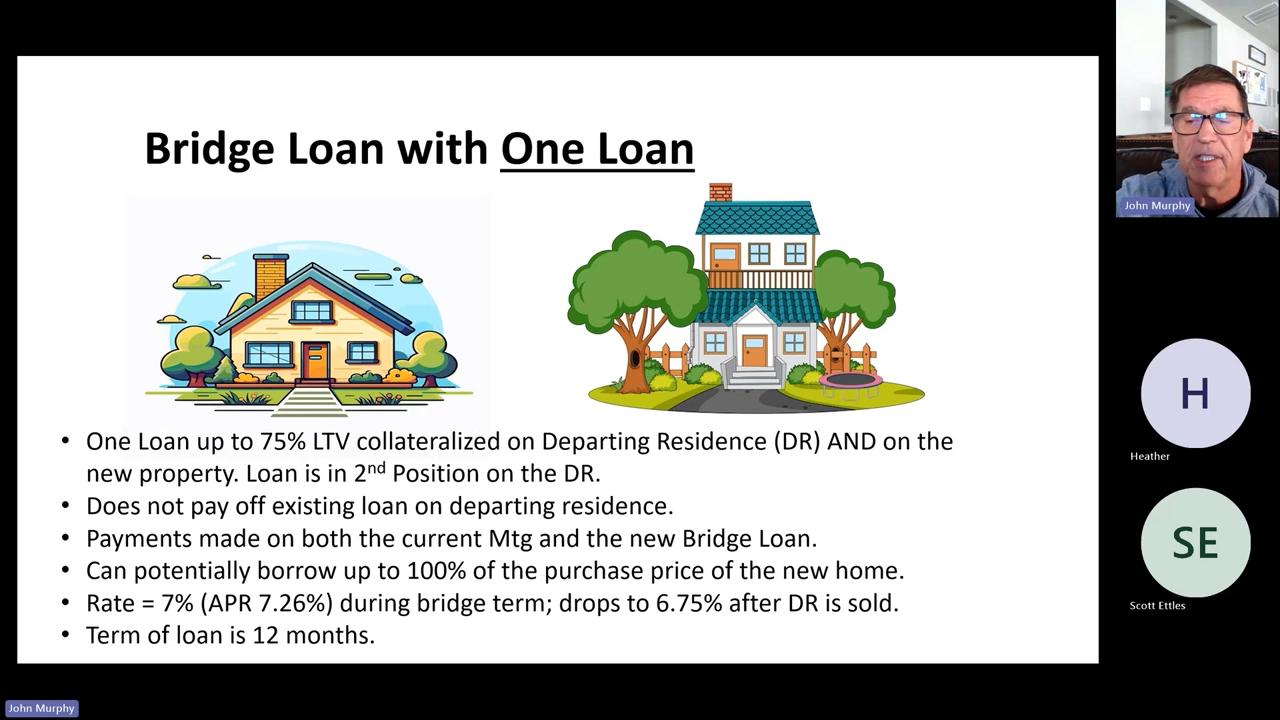 Bridge Loan with One Loan
One Loan up to 75% LTV collateralized on Departing Residence (DR) AND on the
new property. Loan is in 2nd Position on the DR.
Does not pay off existing loan on departing residence.
Payments made on both the current Mtg and the new Bridge Loan.
Can potentially borrow up to 100% of the purchase price of the new home.
Rate = 7% (APR 7.26%) during bridge term; drops to 6.75% after DR is sold.
Term of loan is 12 months.
John Murphy
H
Heather
SE
Scott Ettles
John Murphy